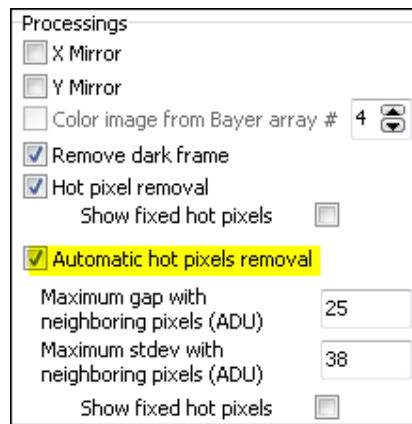 Processings
X Mirror
Y Mirror
Color image from Bayer array # 4
Remove dark frame
Hot pixel removal
Show fixed hot pixels
Automatic hot pixels removal
Maximum gap with
neighboring pixels (ADU) 25
Maximum stdev with
neighboring pixels (ADU) 38
Show fixed hot pixels